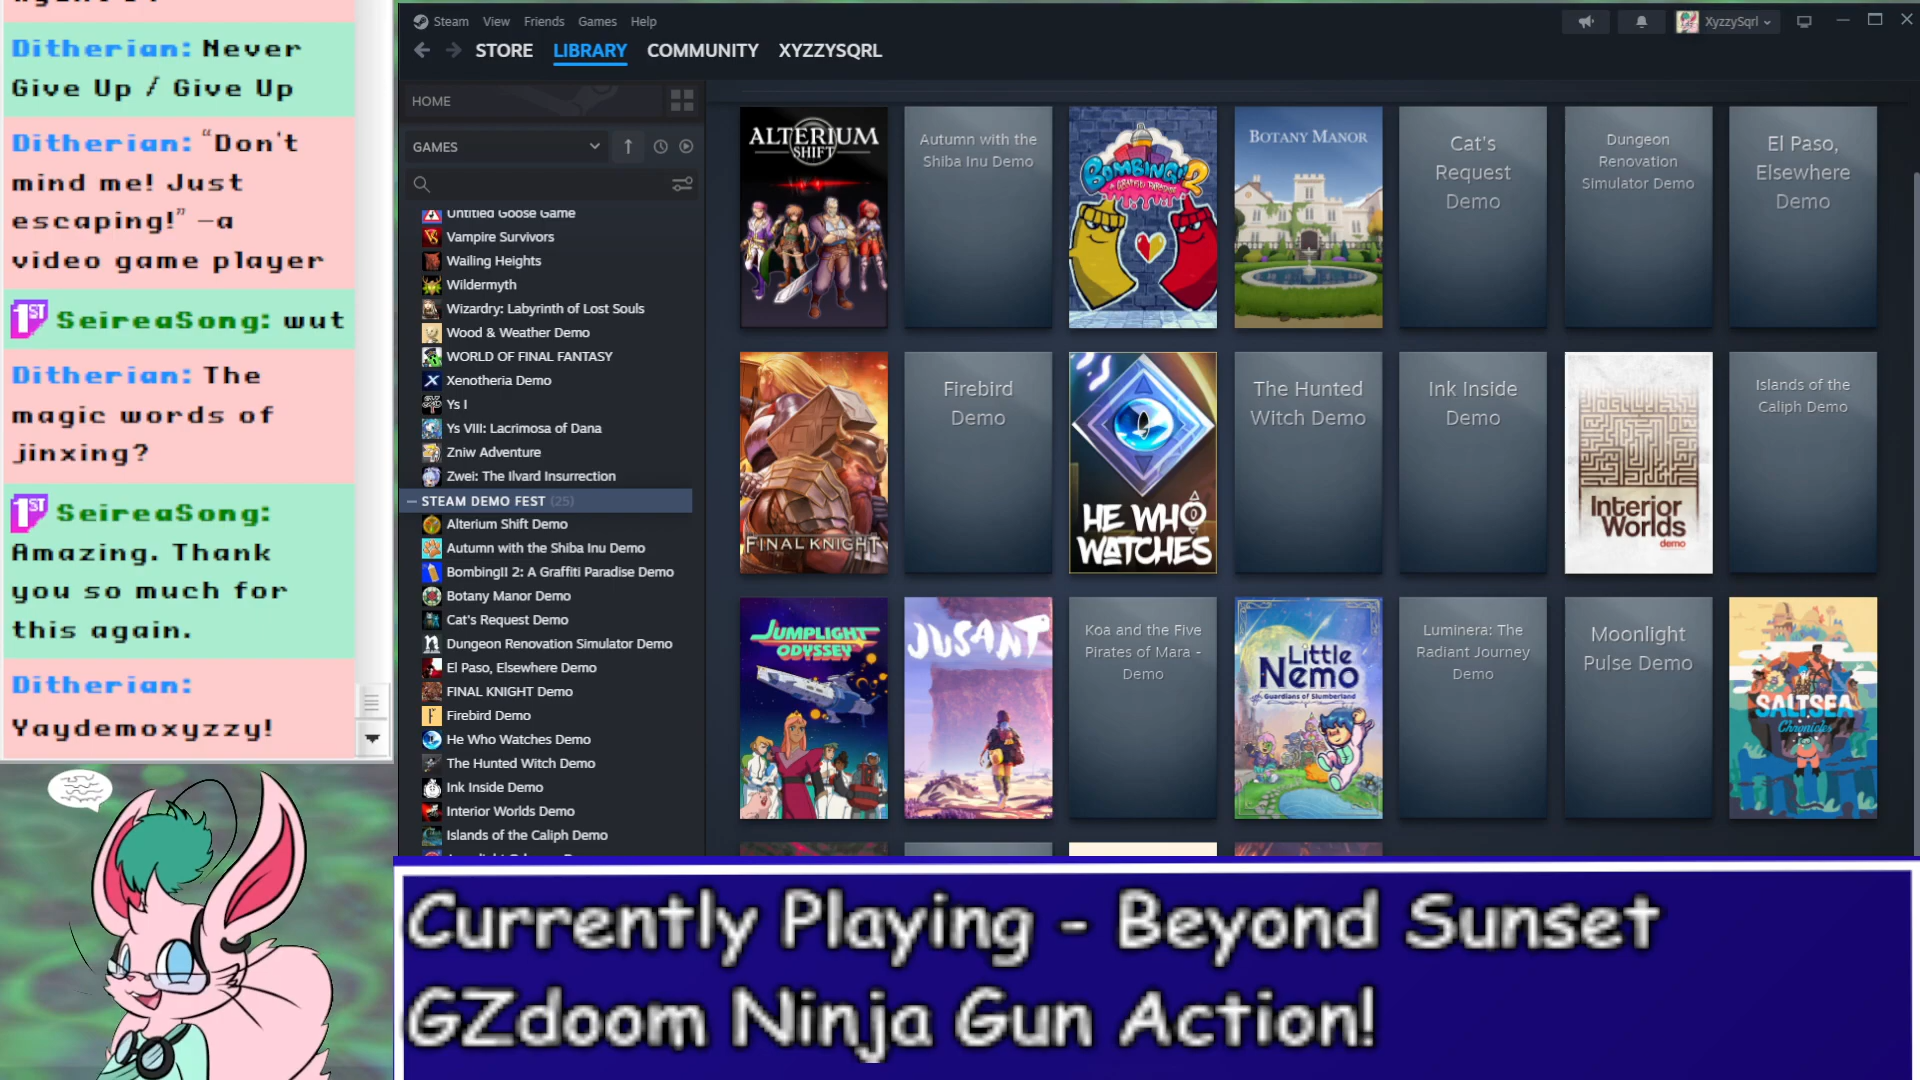 Ditherian: Never
Give Up / Give Up
Ditherian: “Don't
mind me! Just
escaping!” —a
video game player
1ST SeireaSong: wut
Ditherian: The
magic words of
jinxing?
1ST SeireaSong:
Amazing. Thank
you so much for
this again.
Ditherian:
Yaydemoxyzzy!
Steam View Friends Games Help
XyzzySqrl
STORE LIBRARY COMMUNITY XYZZYSQRL
HOME
GAMES
Untitled Goose Game
Vampire Survivors
Wailing Heights
Wildermyth
Wizardry: Labyrinth of Lost Souls
Wood & Weather Demo
WORLD OF FINAL FANTASY
Xenotheria Demo
Ys I
Ys VIII: Lacrimosa of Dana
Zniw Adventure
Zwei: The Ilvard Insurrection
— STEAM DEMO FEST (25)
Alterium Shift Demo
Autumn with the Shiba Inu Demo
Bombing!! 2: A Graffiti Paradise Demo
Botany Manor Demo
Cat's Request Demo
Dungeon Renovation Simulator Demo
El Paso, Elsewhere Demo
FINAL KNIGHT Demo
Firebird Demo
He Who Watches Demo
The Hunted Witch Demo
Ink Inside Demo
Interior Worlds Demo
Islands of the Caliph Demo
ALTERIUM
SHIFT
Autumn with the
Shiba Inu Demo
BOMBING!! 2
A GRAFFITI PARADISE
BOTANY MANOR
Cat's
Request
Demo
Dungeon
Renovation
Simulator Demo
El Paso,
Elsewhere
Demo
FINAL KNIGHT
Firebird
Demo
HE WHO
WATCHES
The Hunted
Witch Demo
Ink Inside
Demo
Interior
Worlds
demo
Islands of the
Caliph Demo
JUMPLIGHT
ODYSSEY
JUSANT
Koa and the Five
Pirates of Mara -
Demo
Little
Nemo
Guardians of Slumberland
Luminera: The
Radiant Journey
Demo
Moonlight
Pulse Demo
SALTSEA
Chronicles
Currently Playing - Beyond Sunset
GZdoom Ninja Gun Action!